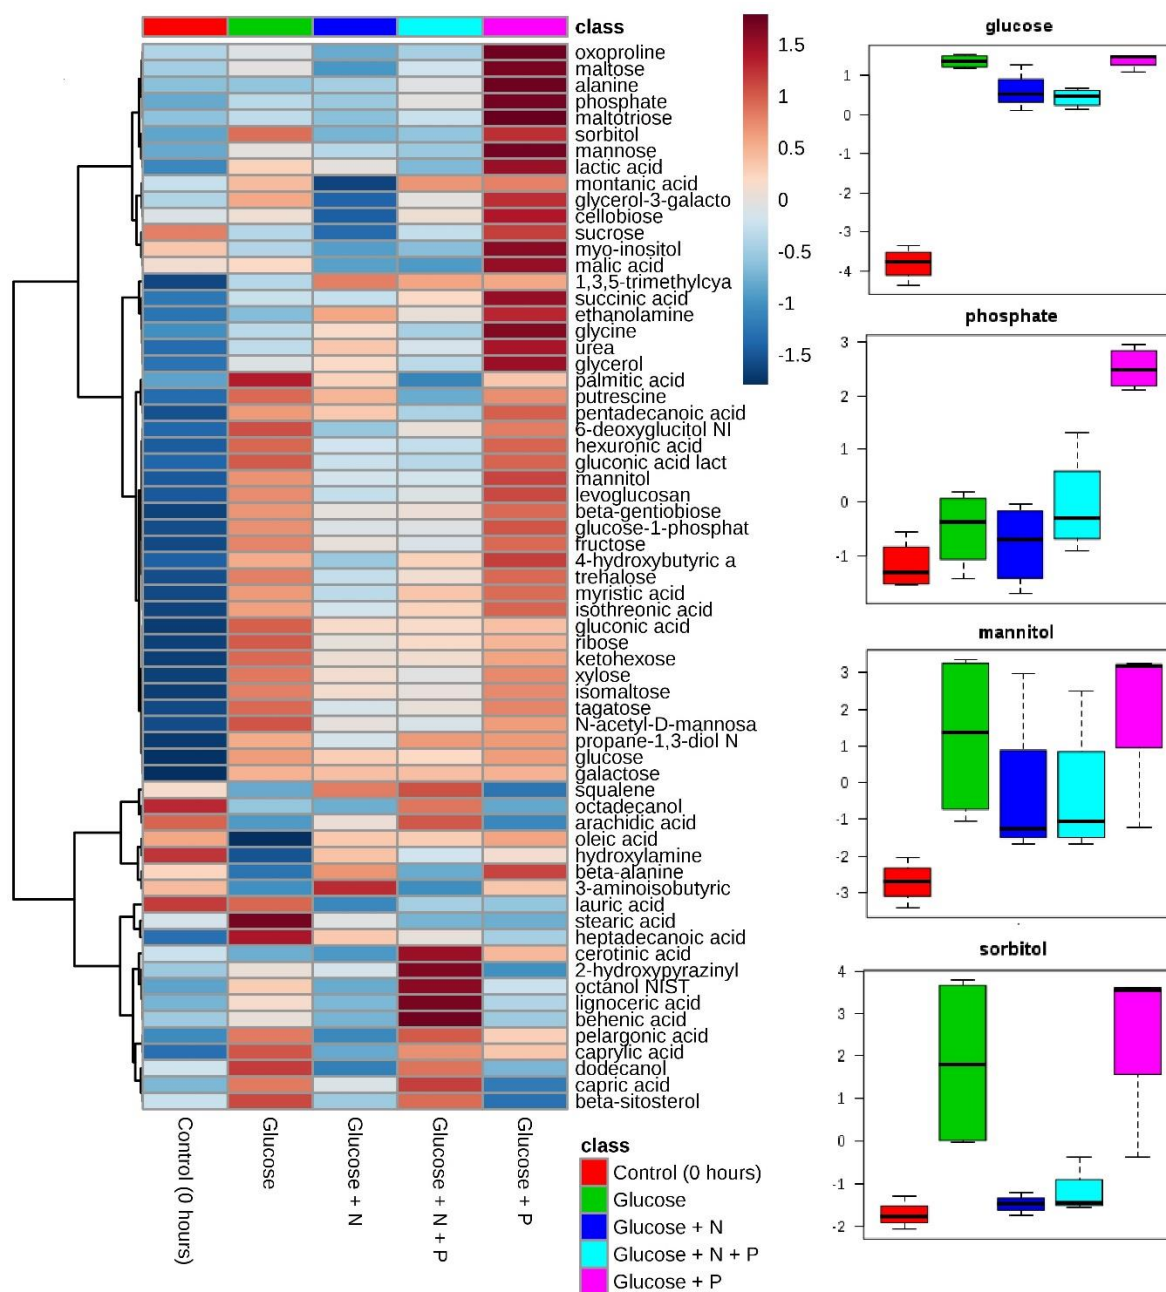 class
oxoproline
maltose
alanine
phosphate
maltotriose
sorbitol
mannose
lactic acid
montanic acid
glycerol-3-galacto
cellobiose
sucrose
myo-inositol
malic acid
1,3,5-trimethylcya
succinic acid
ethanolamine
glycine
urea
glycerol
palmitic acid
putrescine
pentadecanoic acid
6-deoxyglucitol NI
hexuronic acid
gluconic acid lact
mannitol
levoglucosan
beta-gentiobiose
glucose-1-phosphat
fructose
4-hydroxybutyric a
trehalose
myristic acid
isothreonic acid
gluconic acid
ribose
ketohexose
xylose
isomaltose
tagatose
N-acetyl-D-mannosa
propane-1,3-diol N
glucose
galactose
squalene
octadecanol
arachidic acid
oleic acid
hydroxylamine
beta-alanine
3-aminoisobutyric
lauric acid
stearic acid
heptadecanoic acid
cerotinic acid
2-hydroxypyrazinyl
octanol NIST
lignoceric acid
behenic acid
pelargonic acid
caprylic acid
dodecanol
capric acid
beta-sitosterol
Control (0 hours)
Glucose
Glucose + N
Glucose + N + P
Glucose + P
1.5
1
0.5
0
-0.5
-1
-1.5
class
Control (0 hours)
Glucose
Glucose + N
Glucose + N + P
Glucose + P
glucose
1
0
-1
-2
-3
-4
phosphate
3
2
1
0
-1
mannitol
3
2
1
0
-1
-2
-3
sorbitol
4
3
2
1
0
-1
-2